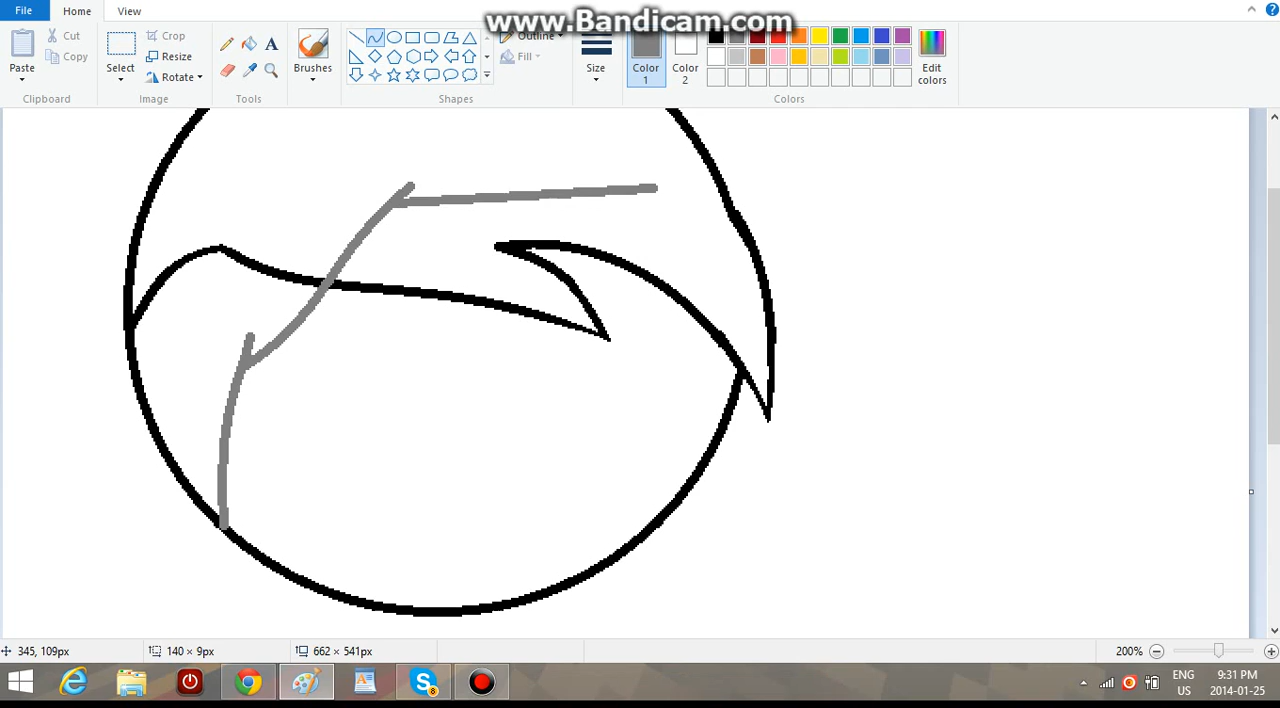 www.Bandicam.com
File
Home
View
Paste
Cut
Copy
Clipboard
Select
Crop
Resize
Rotate
Image
Tools
Brushes
Outline
Fill
Shapes
Size
Color 1
Color 2
Edit colors
Colors
345, 109px
140 × 9px
662 × 541px
200%
8
ENG
US
9:31 PM
2014-01-25